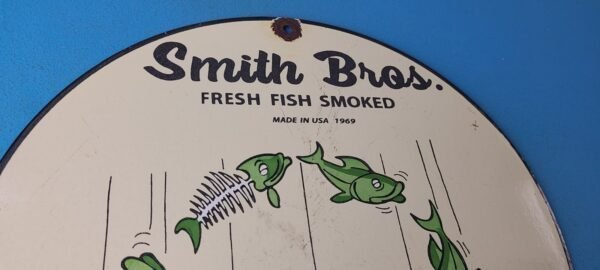 Smith Bros.
FRESH FISH SMOKED
MADE IN USA 1969